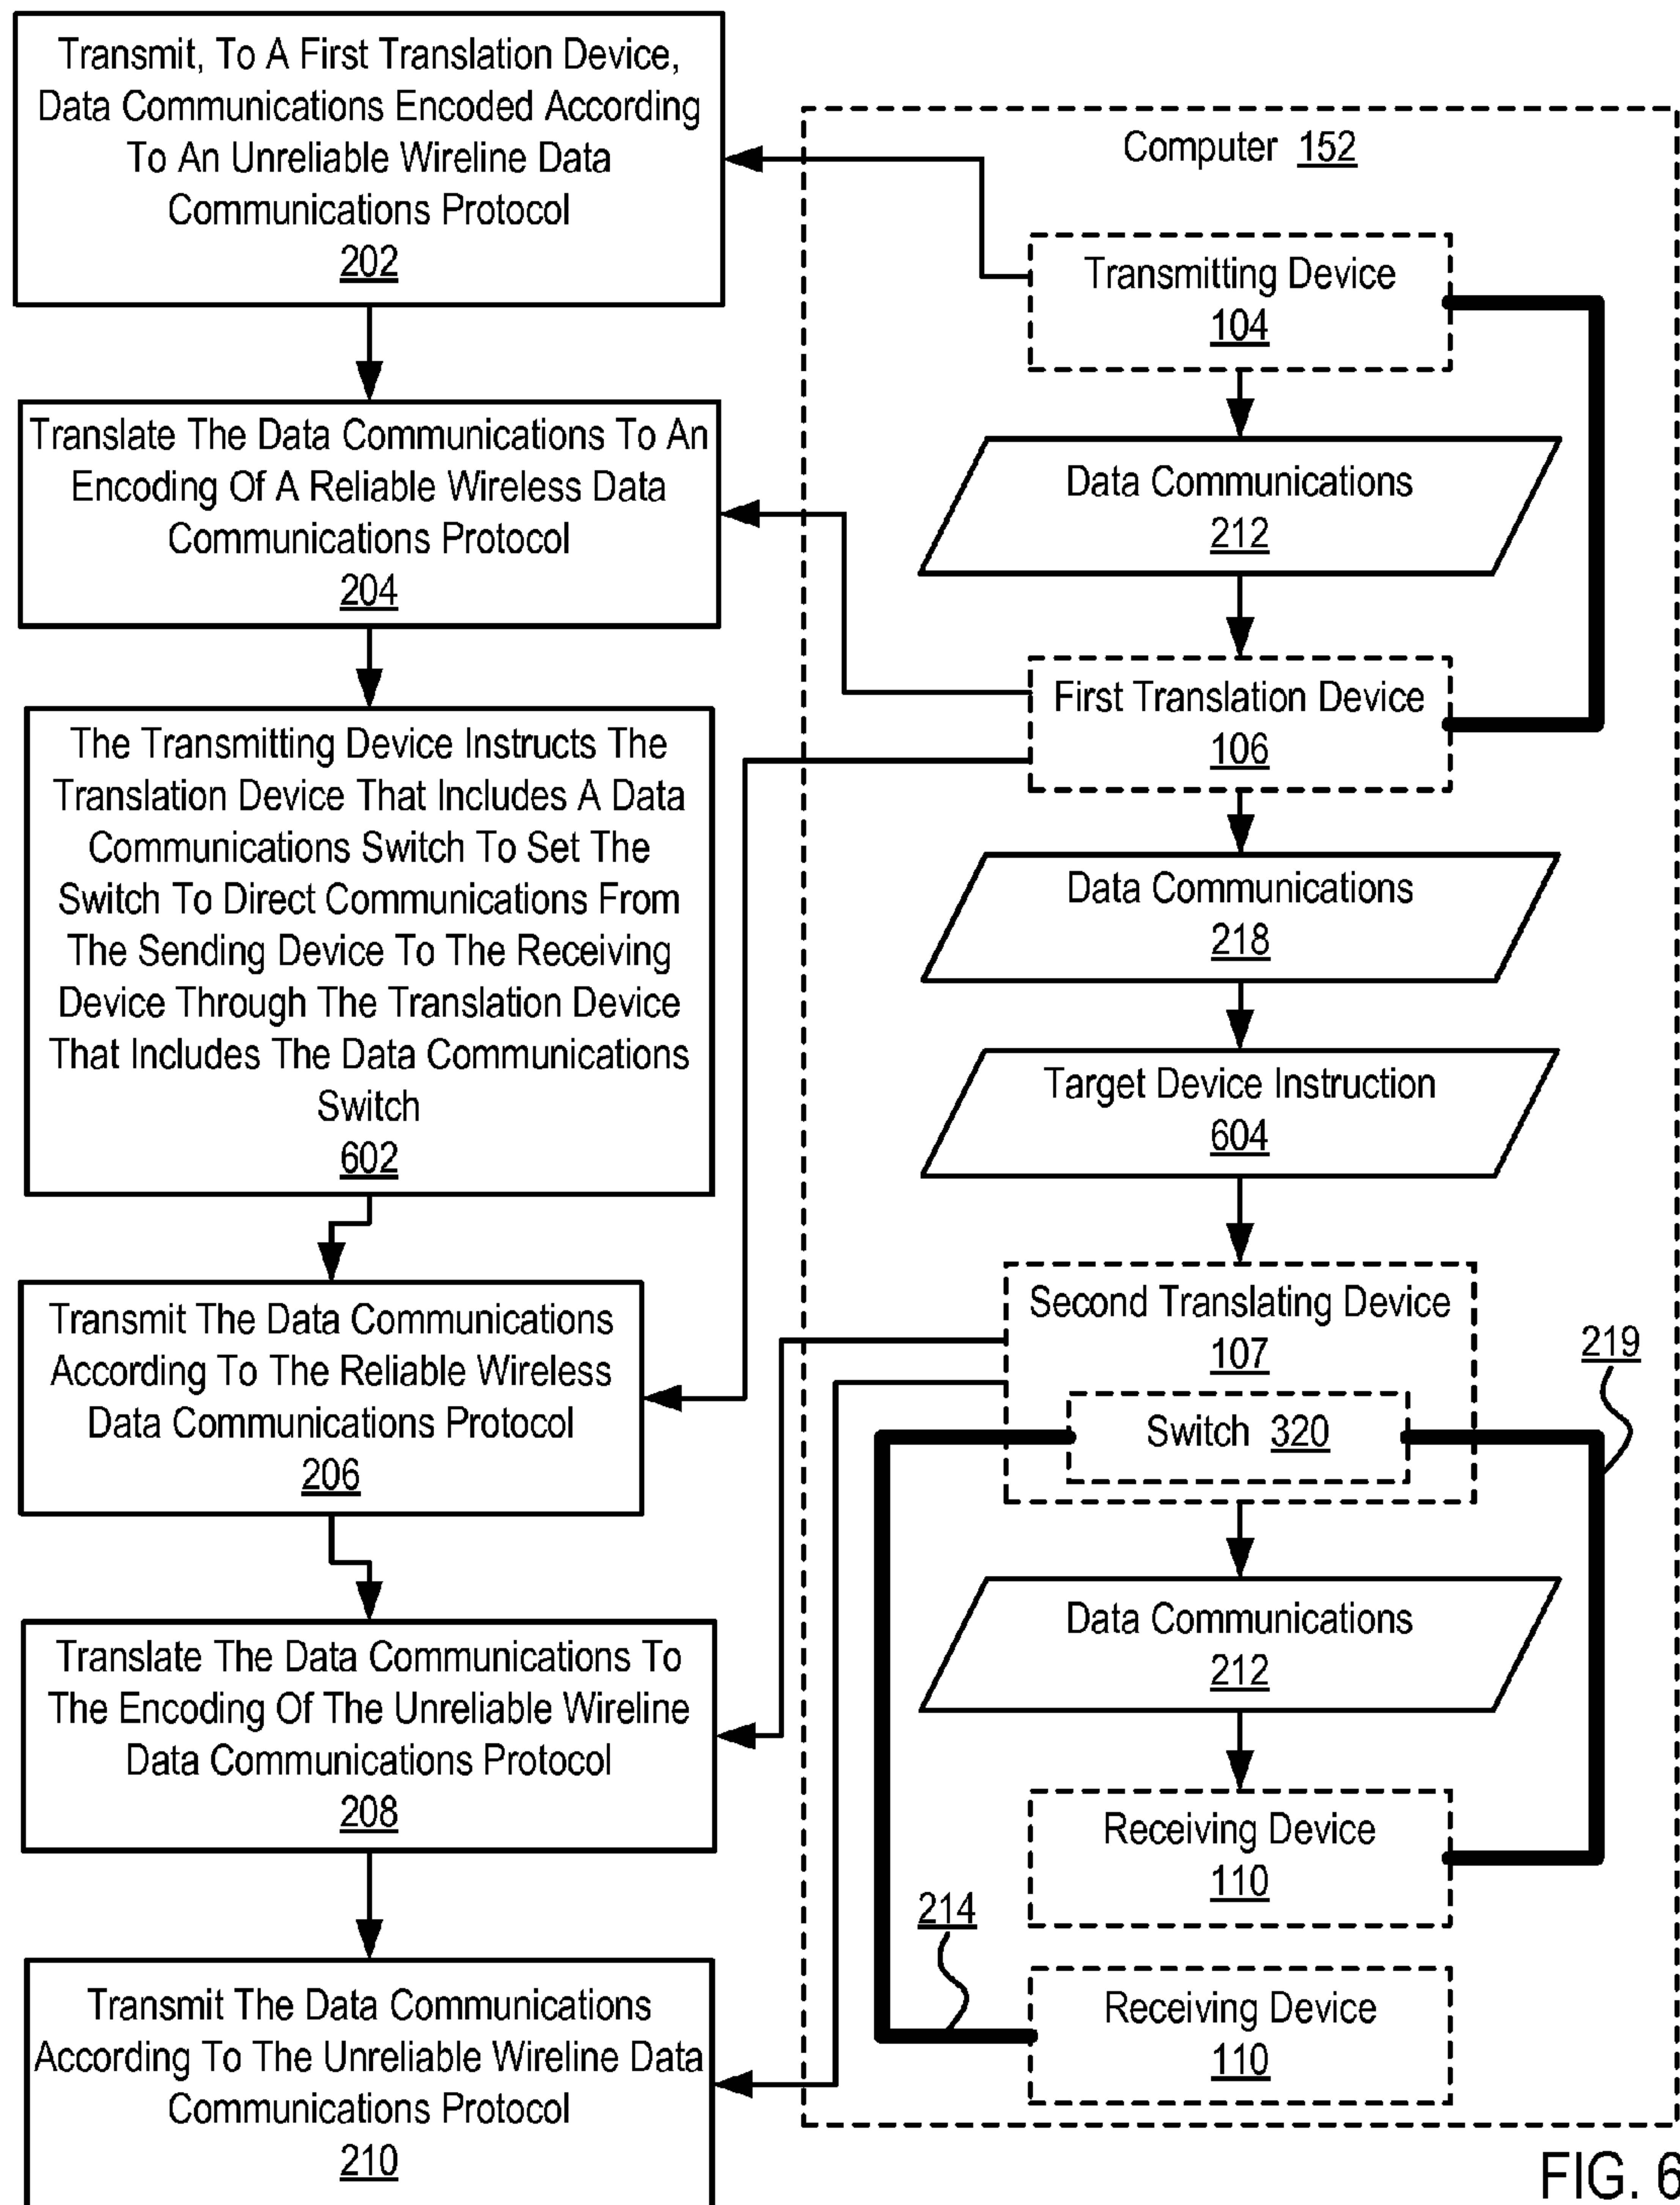 Transmit, To A First Translation Device,
Data Communications Encoded According
To An Unreliable Wireline Data
Communications Protocol
202
Translate The Data Communications To An
Encoding Of A Reliable Wireless Data
Communications Protocol
204
The Transmitting Device Instructs The
Translation Device That Includes A Data
Communications Switch To Set The
Switch To Direct Communications From
The Sending Device To The Receiving
Device Through The Translation Device
That Includes The Data Communications
Switch
602
Transmit The Data Communications
According To The Reliable Wireless
Data Communications Protocol
206
Translate The Data Communications To
The Encoding Of The Unreliable Wireline
Data Communications Protocol
208
Transmit The Data Communications
According To The Unreliable Wireline Data
Communications Protocol
210
Computer 152
Transmitting Device
104
Data Communications
212
First Translation Device
106
Data Communications
218
Target Device Instruction
604
Second Translating Device
107
Switch 320
219
Data Communications
212
Receiving Device
110
214
Receiving Device
110
FIG. 6